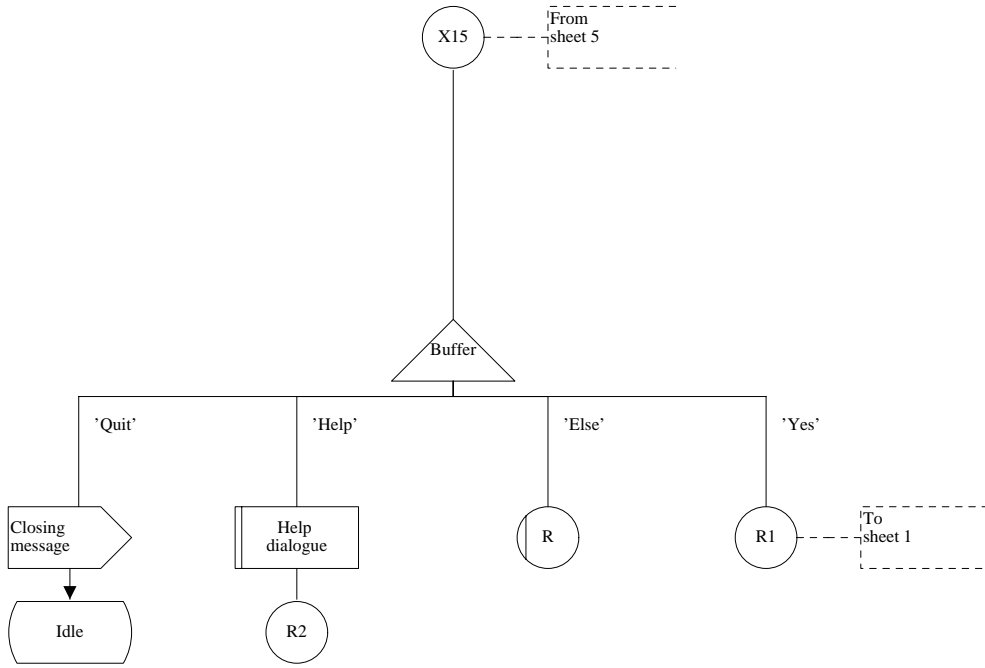 X15
From
sheet 5
Buffer
’Quit’
’Help’
’Else’
’Yes’
Closing
message
Help
dialogue
R
R1
To
sheet 1
Idle
R2